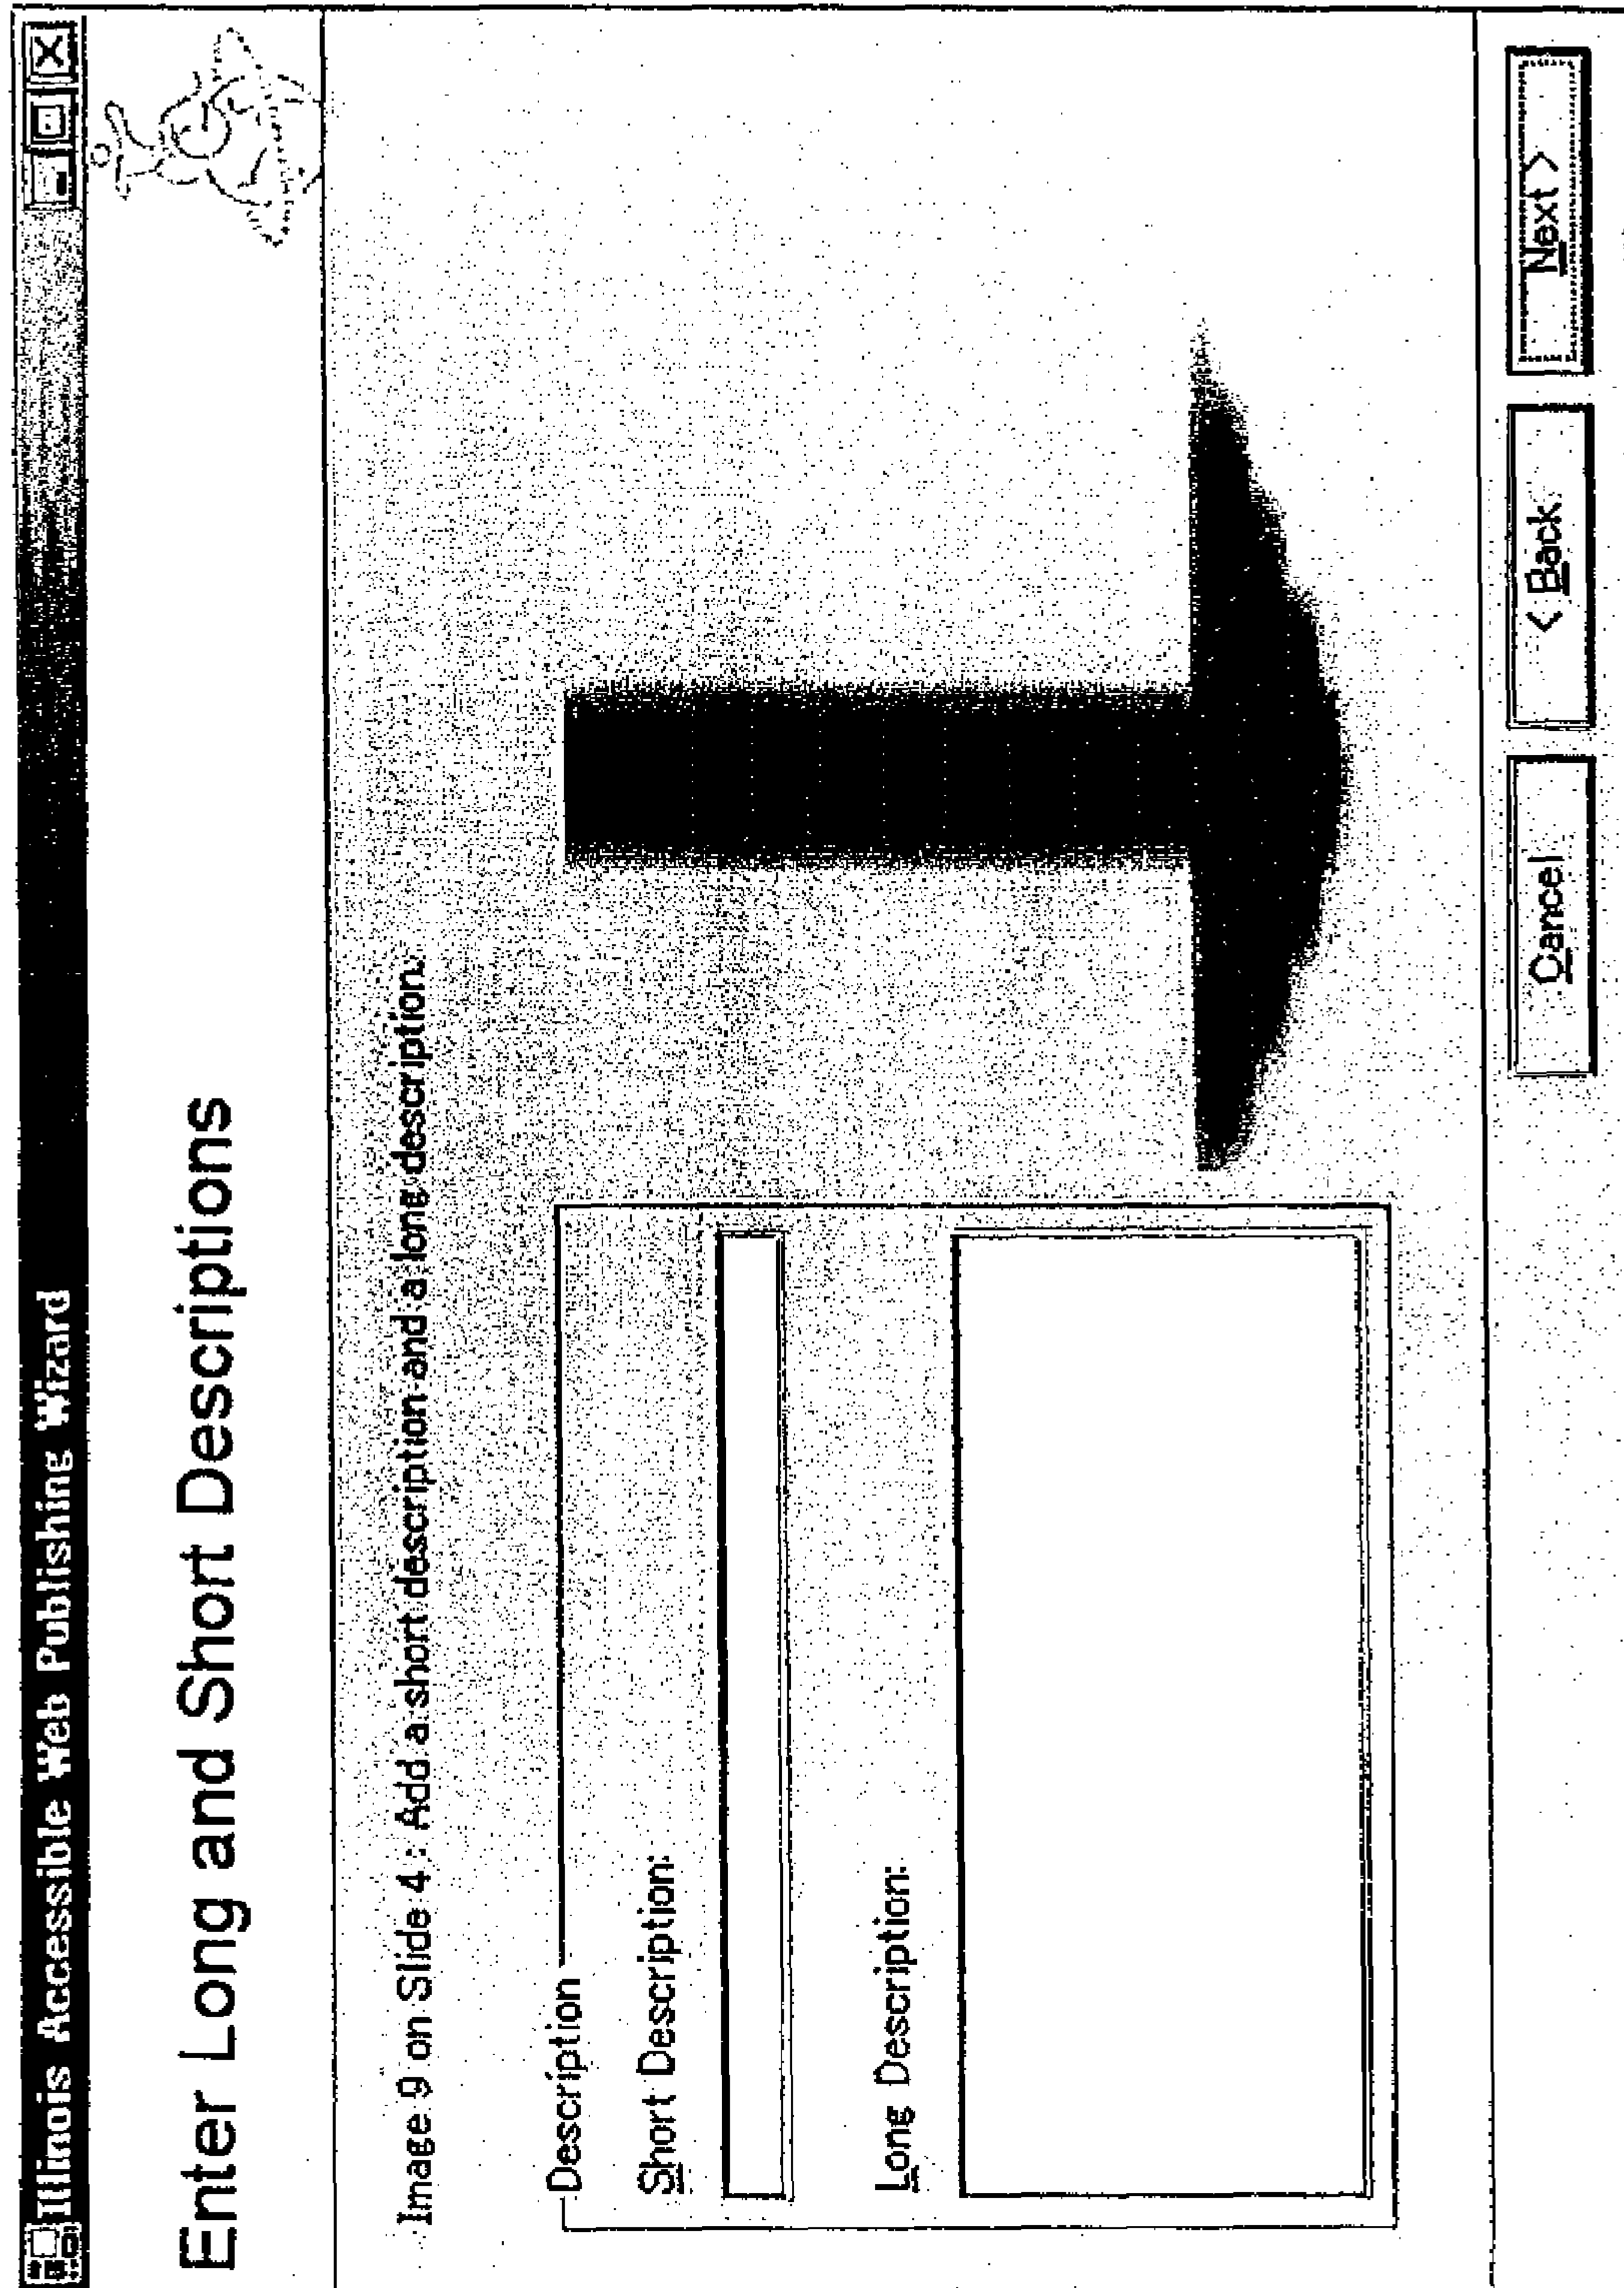 Illinois Accessible Web Publishing Wizard
Enter Long and Short Descriptions
Image 9 on Slide 4 : Add a short description and a long description.
Description
Short Description:
Long Description:
Cancel
< Back
Next >